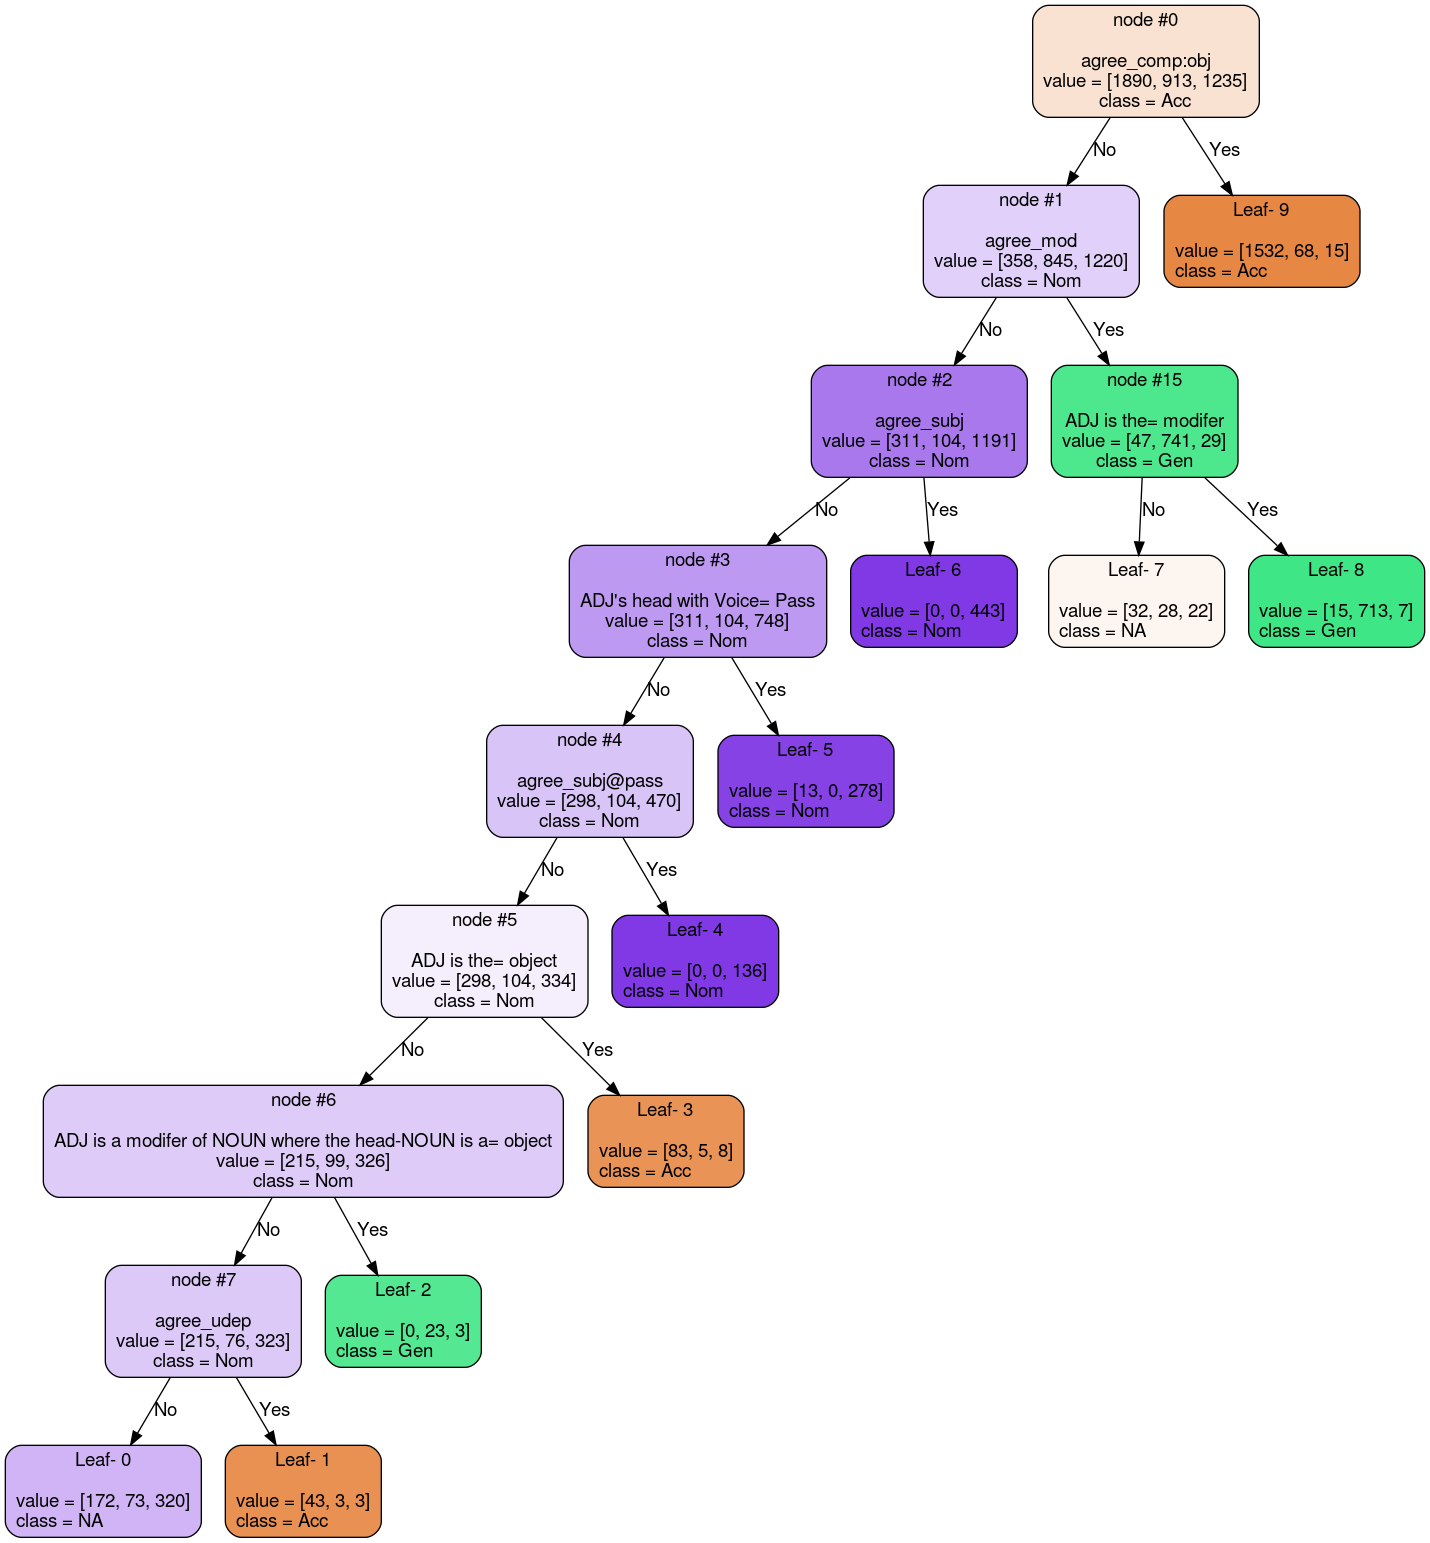 node #0
agree_comp:obj
value = [1890, 913, 1235]
class = Acc
No
Yes
node #1
agree_mod
value = [358, 845, 1220]
class = Nom
Leaf- 9
value = [1532, 68, 15]
class = Acc
No
Yes
node #2
agree_subj
value = [311, 104, 1191]
class = Nom
node #15
ADJ is the= modifer
value = [47, 741, 29]
class = Gen
No
Yes
No
Yes
node #3
ADJ's head with Voice= Pass
value = [311, 104, 748]
class = Nom
Leaf- 6
value = [0, 0, 443]
class = Nom
Leaf- 7
value = [32, 28, 22]
class = NA
Leaf- 8
value = [15, 713, 7]
class = Gen
No
Yes
node #4
agree_subj@pass
value = [298, 104, 470]
class = Nom
Leaf- 5
value = [13, 0, 278]
class = Nom
No
Yes
node #5
ADJ is the= object
value = [298, 104, 334]
class = Nom
Leaf- 4
value = [0, 0, 136]
class = Nom
No
Yes
node #6
ADJ is a modifer of NOUN where the head-NOUN is a= object
value = [215, 99, 326]
class = Nom
Leaf- 3
value = [83, 5, 8]
class = Acc
No
Yes
node #7
agree_udep
value = [215, 76, 323]
class = Nom
Leaf- 2
value = [0, 23, 3]
class = Gen
No
Yes
Leaf- 0
value = [172, 73, 320]
class = NA
Leaf- 1
value = [43, 3, 3]
class = Acc